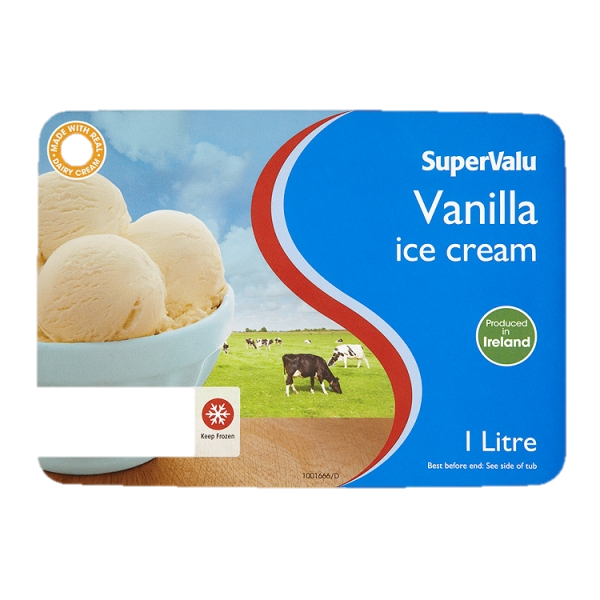 MADE WITH REAL
DAIRY CREAM
SuperValu
Vanilla
ice cream
Produced
in
Ireland
Keep Frozen
1 Litre
Best before end: See side of tub
1001666/D